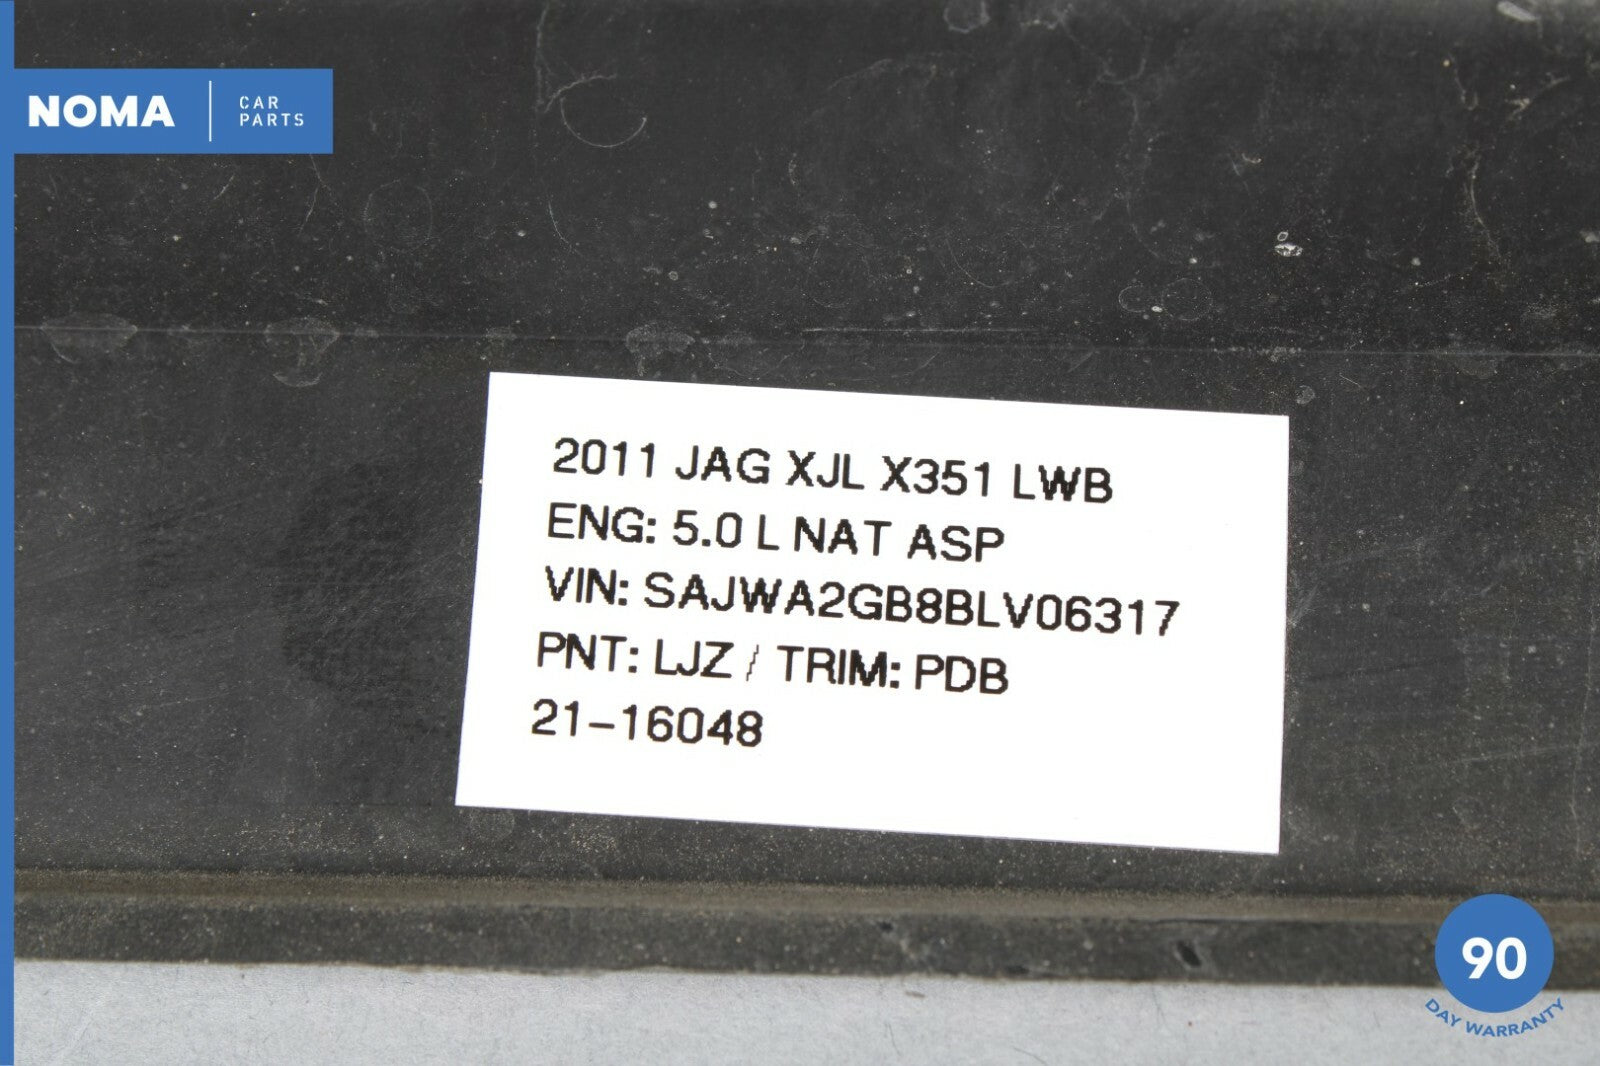 NOMA
CAR
PARTS
2011 JAG XJL X351 LWB
ENG: 5.0 L NAT ASP
VIN: SAJWA2GB8BLV06317
PNT: LJZ / TRIM: PDB
21-16048
90
DAY WARRANTY